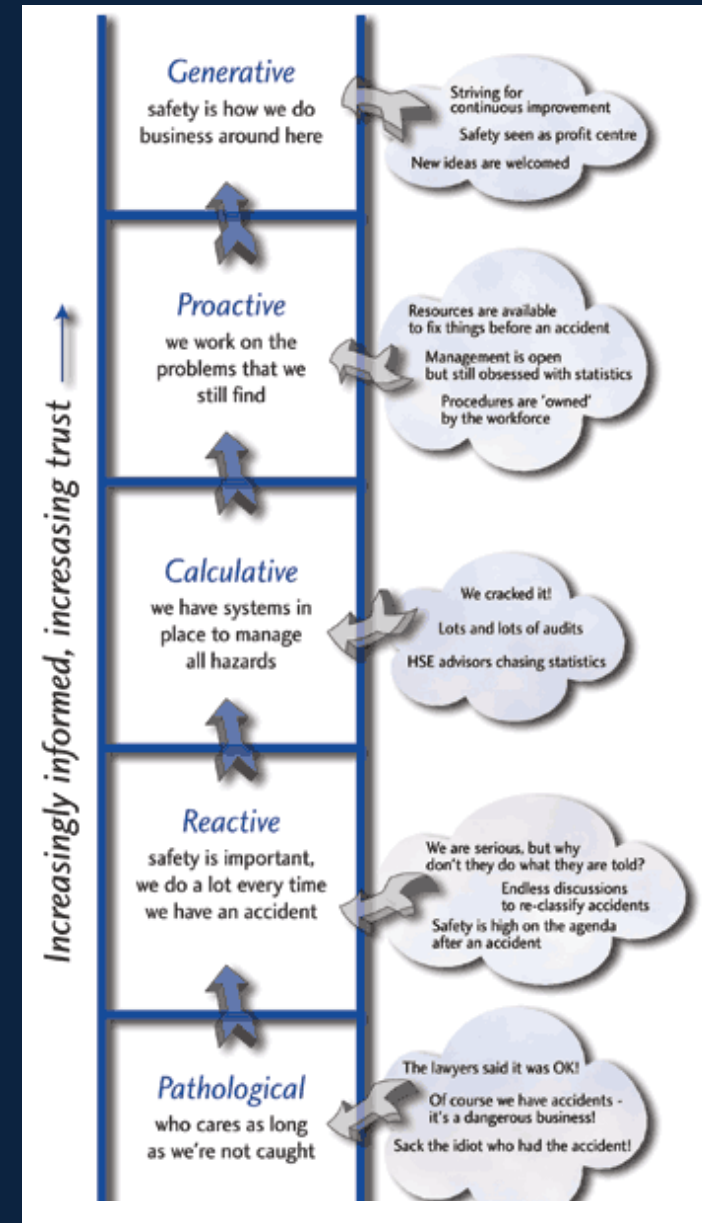 Generative
safety is how we do
business around here
Striving for
continuous improvement
Safety seen as profit centre
New ideas are welcomed
Proactive
we work on the
problems that we
still find
Resources are available
to fix things before an accident
Management is open
but still obsessed with statistics
Procedures are 'owned'
by the workforce
Calculative
we have systems in
place to manage
all hazards
We cracked it!
Lots and lots of audits
HSE advisors chasing statistics
Reactive
safety is important,
we do a lot every time
we have an accident
We are serious, but why
don't they do what they are told?
Endless discussions
to re-classify accidents
Safety is high on the agenda
after an accident
Pathological
who cares as long
as we're not caught
The lawyers said it was OK!
Of course we have accidents -
it's a dangerous business!
Sack the idiot who had the accident!
Increasingly informed, incresasing trust